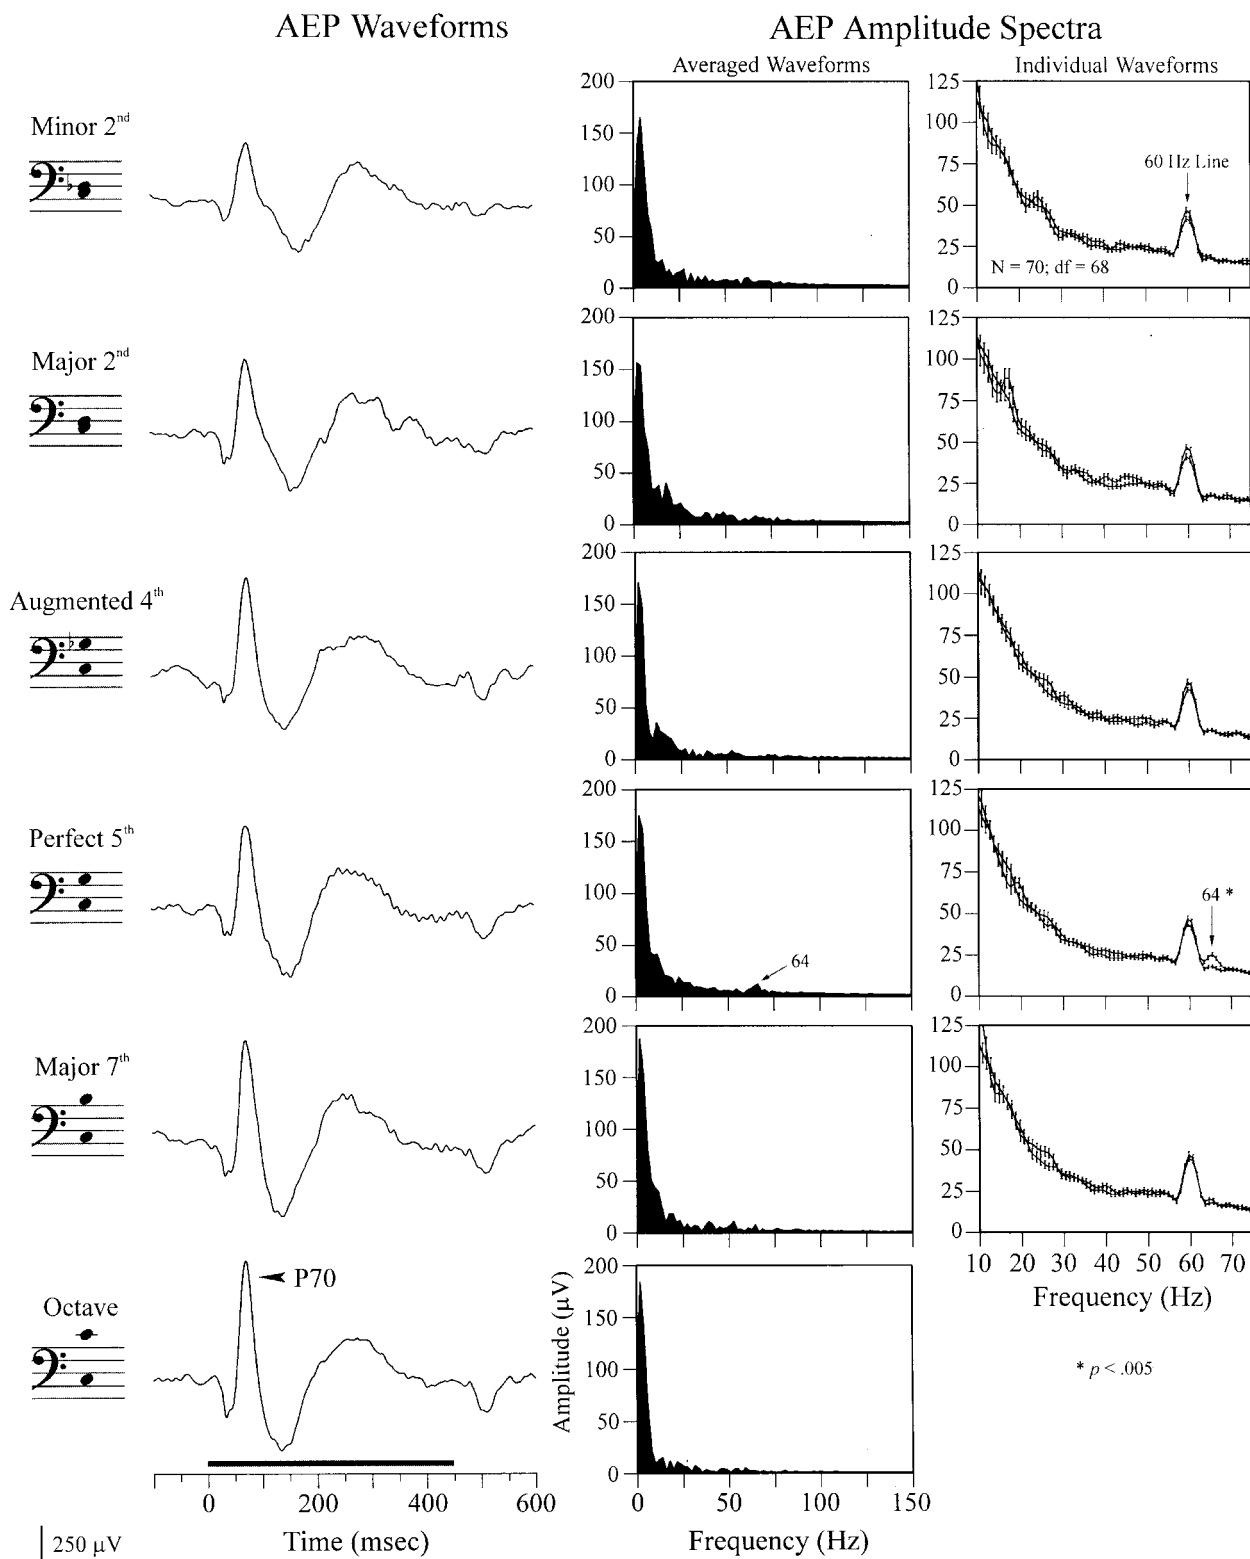 AEP Waveforms
AEP Amplitude Spectra
Averaged Waveforms
Individual Waveforms
Minor 2nd
200
150
100
50
0
125
100
75
50
25
0
60 Hz Line
N = 70; df = 68
Major 2nd
200
150
100
50
0
125
100
75
50
25
0
Augmented 4th
200
150
100
50
0
125
100
75
50
25
0
Perfect 5th
200
150
100
50
0
64
125
100
75
50
25
0
64 *
Major 7th
200
150
100
50
0
125
100
75
50
25
0
10 20 30 40 50 60 70
Frequency (Hz)
Octave
P70
200
150
100
50
0
Amplitude (µV)
* p < .005
0 200 400 600
Time (msec)
0 50 100 150
Frequency (Hz)
250 µV